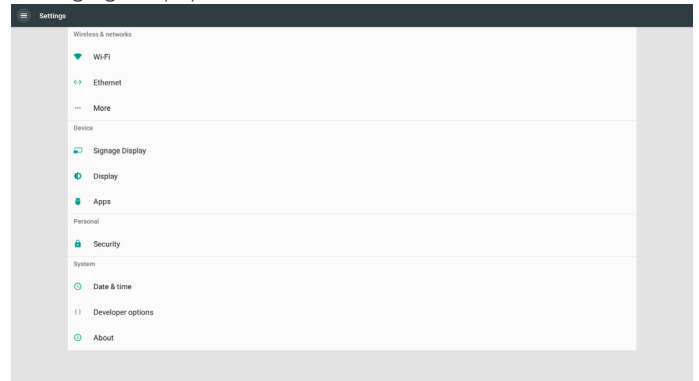 Settings
Wireless & networks
Wi-Fi
Ethernet
More
Device
Signage Display
Display
Apps
Personal
Security
System
Date & time
Developer options
About